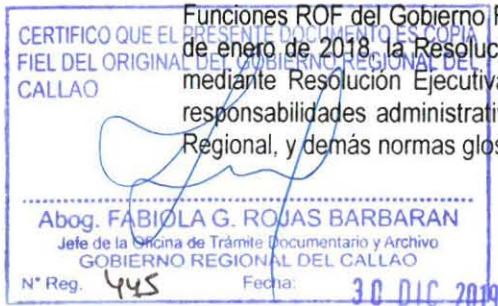 Funciones ROF del Gobierno
de enero de 2018, la Resoluc
mediante Resolución Ejecutiva
responsabilidades administrati
Regional, y demás normas glos
CERTIFICO QUE EL PRESENTE DOCUMENTO ES COPIA
FIEL DEL ORIGINAL DEL GOBIERNO REGIONAL DEL
CALLAO
Abog. FABIOLA G. ROJAS BARBARAN
Jefe de la Oficina de Trámite Documentario y Archivo
GOBIERNO REGIONAL DEL CALLAO
N° Reg. 445 Fecha: 30 DIC 2019